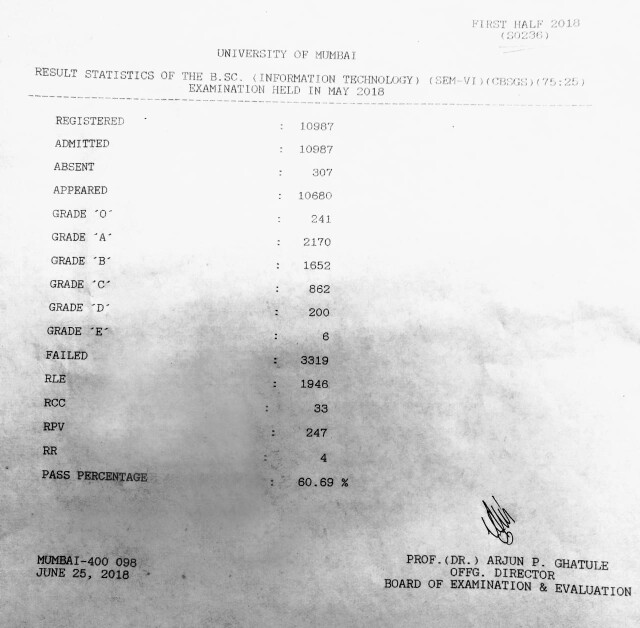 FIRST HALF 2018
(S0236)
UNIVERSITY OF MUMBAI
RESULT STATISTICS OF THE B.SC. (INFORMATION TECHNOLOGY) (SEM-VI)(CBSGS)(75:25)
EXAMINATION HELD IN MAY 2018
REGISTERED : 10987
ADMITTED : 10987
ABSENT : 307
APPEARED : 10680
GRADE 'O' : 241
GRADE 'A' : 2170
GRADE 'B' : 1652
GRADE 'C' : 862
GRADE 'D' : 200
GRADE 'E' : 6
FAILED : 3319
RLE : 1946
RCC : 33
RPV : 247
RR : 4
PASS PERCENTAGE : 60.69 %
MUMBAI-400 098
JUNE 25, 2018
PROF.(DR.) ARJUN P. GHATULE
OFFG. DIRECTOR
BOARD OF EXAMINATION & EVALUATION